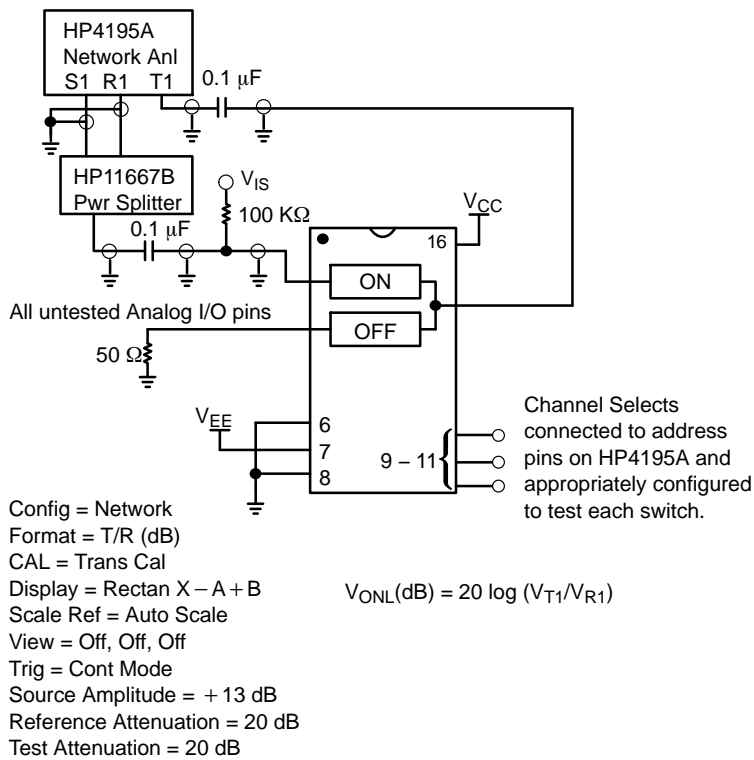 HP4195A
Network Anl
S1 R1 T1
0.1 μF
HP11667B
Pwr Splitter
V_IS
100 KΩ
0.1 μF
V_CC
16
ON
OFF
All untested Analog I/O pins
50 Ω
V_EE
6
7
8
9 – 11
Channel Selects
connected to address
pins on HP4195A and
appropriately configured
to test each switch.
Config = Network
Format = T/R (dB)
CAL = Trans Cal
Display = Rectan X – A + B
Scale Ref = Auto Scale
View = Off, Off, Off
Trig = Cont Mode
Source Amplitude = +13 dB
Reference Attenuation = 20 dB
Test Attenuation = 20 dB
V_ONL(dB) = 20 log (V_T1/V_R1)